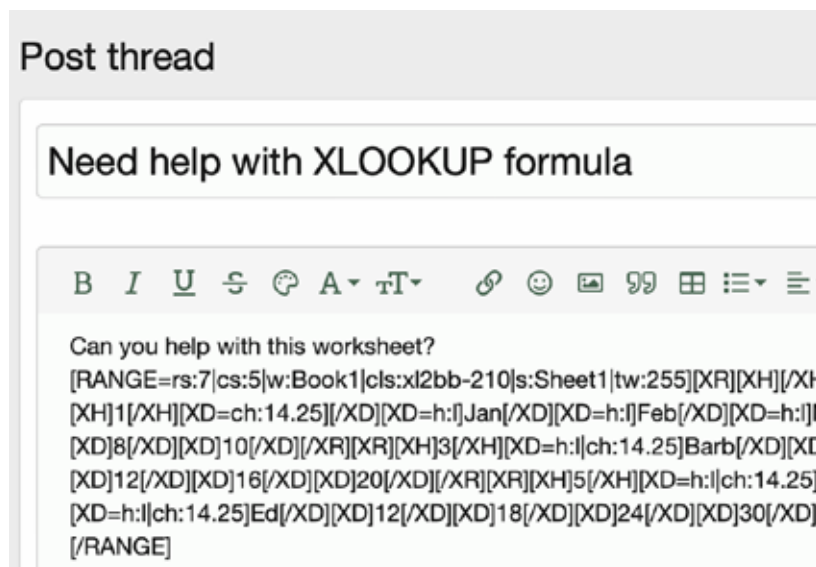 Post thread
Need help with XLOOKUP formula
B I U S A TT
Can you help with this worksheet?
[RANGE=rs:7|cs:5|w:Book1|cls:xl2bb-210|s:Sheet1|tw:255][XR][XH][/XH
[XH]1[/XH][XD=ch:14.25][/XD][XD=h:l]Jan[/XD][XD=h:l]Feb[/XD][XD=h:l]
[XD]8[/XD][XD]10[/XD][/XR][XR][XH]3[/XH][XD=h:l|ch:14.25]Barb[/XD][XD
[XD]12[/XD][XD]16[/XD][XD]20[/XD][/XR][XR][XH]5[/XH][XD=h:l|ch:14.25]
[XD=h:l|ch:14.25]Ed[/XD][XD]12[/XD][XD]18[/XD][XD]24[/XD][XD]30[/XD]
[/RANGE]